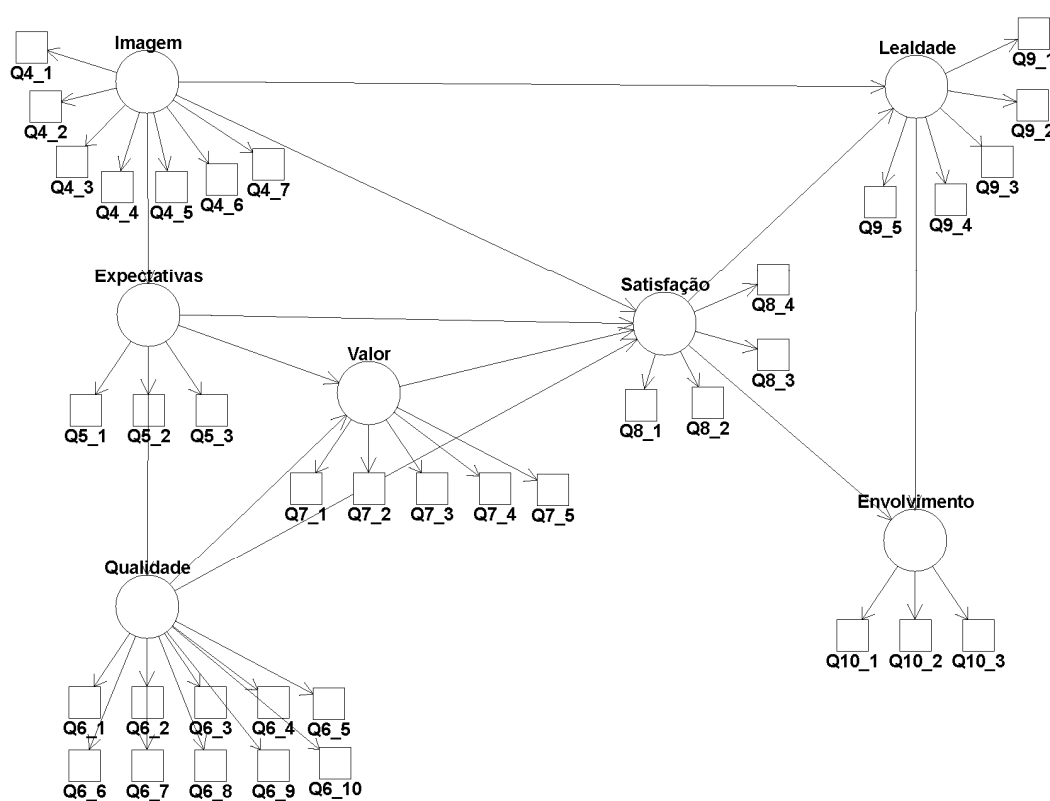 Imagem
Lealdade
Q4_1
Q9_1
Q4_2
Q9_2
Q4_3
Q4_7
Q9_3
Q4_4
Q4_5
Q4_6
Q9_5
Q9_4
Expectativas
Satisfação
Q8_4
Valor
Q8_3
Q5_1
Q5_2
Q5_3
Q8_1
Q8_2
Q7_1
Q7_2
Q7_3
Q7_4
Q7_5
Envolvimento
Qualidade
Q10_1
Q10_2
Q10_3
Q6_1
Q6_2
Q6_3
Q6_4
Q6_5
Q6_6
Q6_7
Q6_8
Q6_9
Q6_10